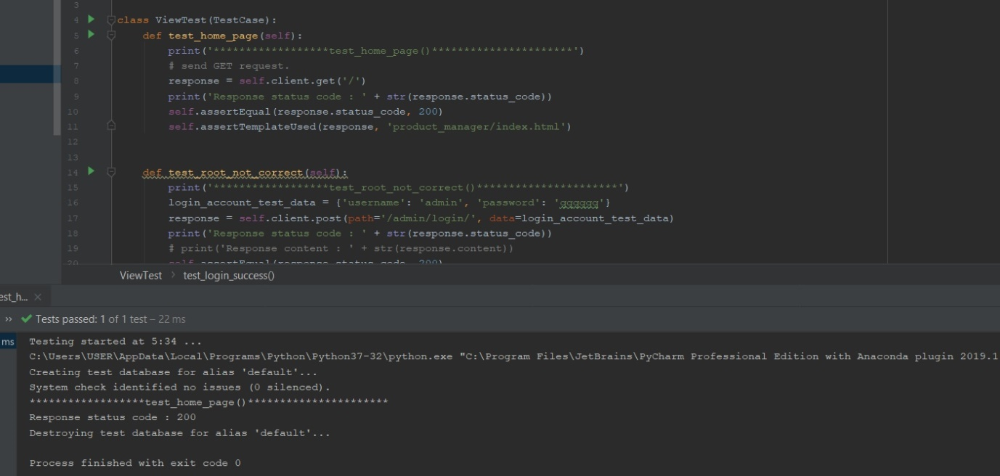 3
4 class ViewTest(TestCase):
5 def test_home_page(self):
6 print('******************test_home_page()**********************')
7 # send GET request.
8 response = self.client.get('/')
9 print('Response status code : ' + str(response.status_code))
10 self.assertEqual(response.status_code, 200)
11 self.assertTemplateUsed(response, 'product_manager/index.html')
12
13
14 def test_root_not_correct(self):
15 print('******************test_root_not_correct()**********************')
16 login_account_test_data = {'username': 'admin', 'password': 'qqqqqq'}
17 response = self.client.post(path='/admin/login/', data=login_account_test_data)
18 print('Response status code : ' + str(response.status_code))
19 # print('Response content : ' + str(response.content))
20 self.assertEqual(response.status_code, 200)
ViewTest > test_login_success()
est_h... ×
» Tests passed: 1 of 1 test – 22 ms
ms Testing started at 5:34 ...
C:\Users\USER\AppData\Local\Programs\Python\Python37-32\python.exe "C:\Program Files\JetBrains\PyCharm Professional Edition with Anaconda plugin 2019.1
Creating test database for alias 'default'...
System check identified no issues (0 silenced).
******************test_home_page()**********************
Response status code : 200
Destroying test database for alias 'default'...
Process finished with exit code 0